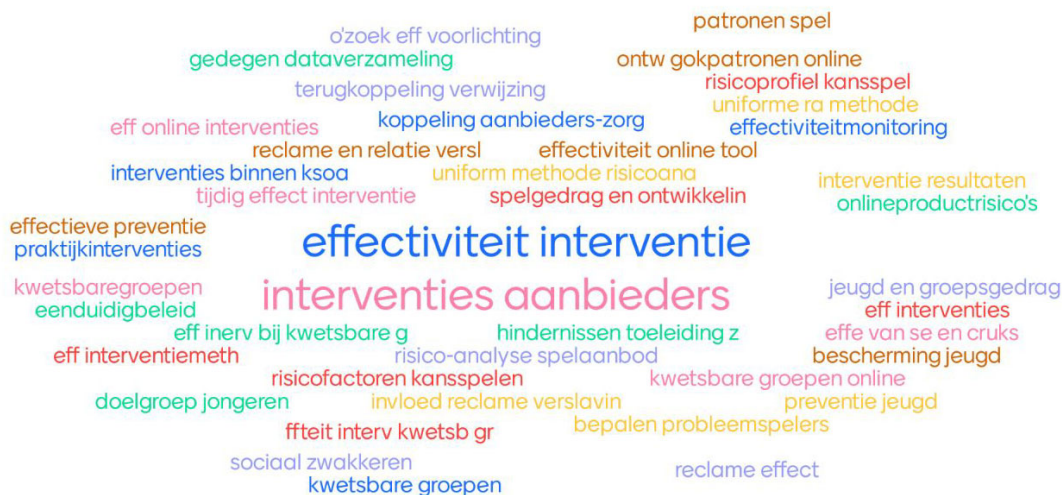 patronen spel
o'zoek eff voorlichting
gedegen dataverzameling
ontw gokpatronen online
risicoprofiel kansspel
terugkoppeling verwijzing
uniforme ra methode
eff online interventies
koppeling aanbieders-zorg
effectiviteitmonitoring
reclame en relatie versl
effectiviteit online tool
interventies binnen ksoa
uniform methode risicoana
interventie resultaten
tijdig effect interventie
spelgedrag en ontwikkelin
onlineproductrisico's
effectieve preventie
effectiviteit interventie
praktijkinterventies
kwetsbaregroepen
interventies aanbieders
jeugd en groepsgedrag
eenduidigbeleid
eff interventies
eff inerv bij kwetsbare g
hindernissen toeleiding z
effe van se en cruks
eff interventiemeth
risico-analyse spelaanbod
bescherming jeugd
risicofactoren kansspelen
kwetsbare groepen online
doelgroep jongeren
invloed reclame verslavin
preventie jeugd
ffteit interv kwetsb gr
bepalen probleemspelers
sociaal zwakkeren
reclame effect
kwetsbare groepen